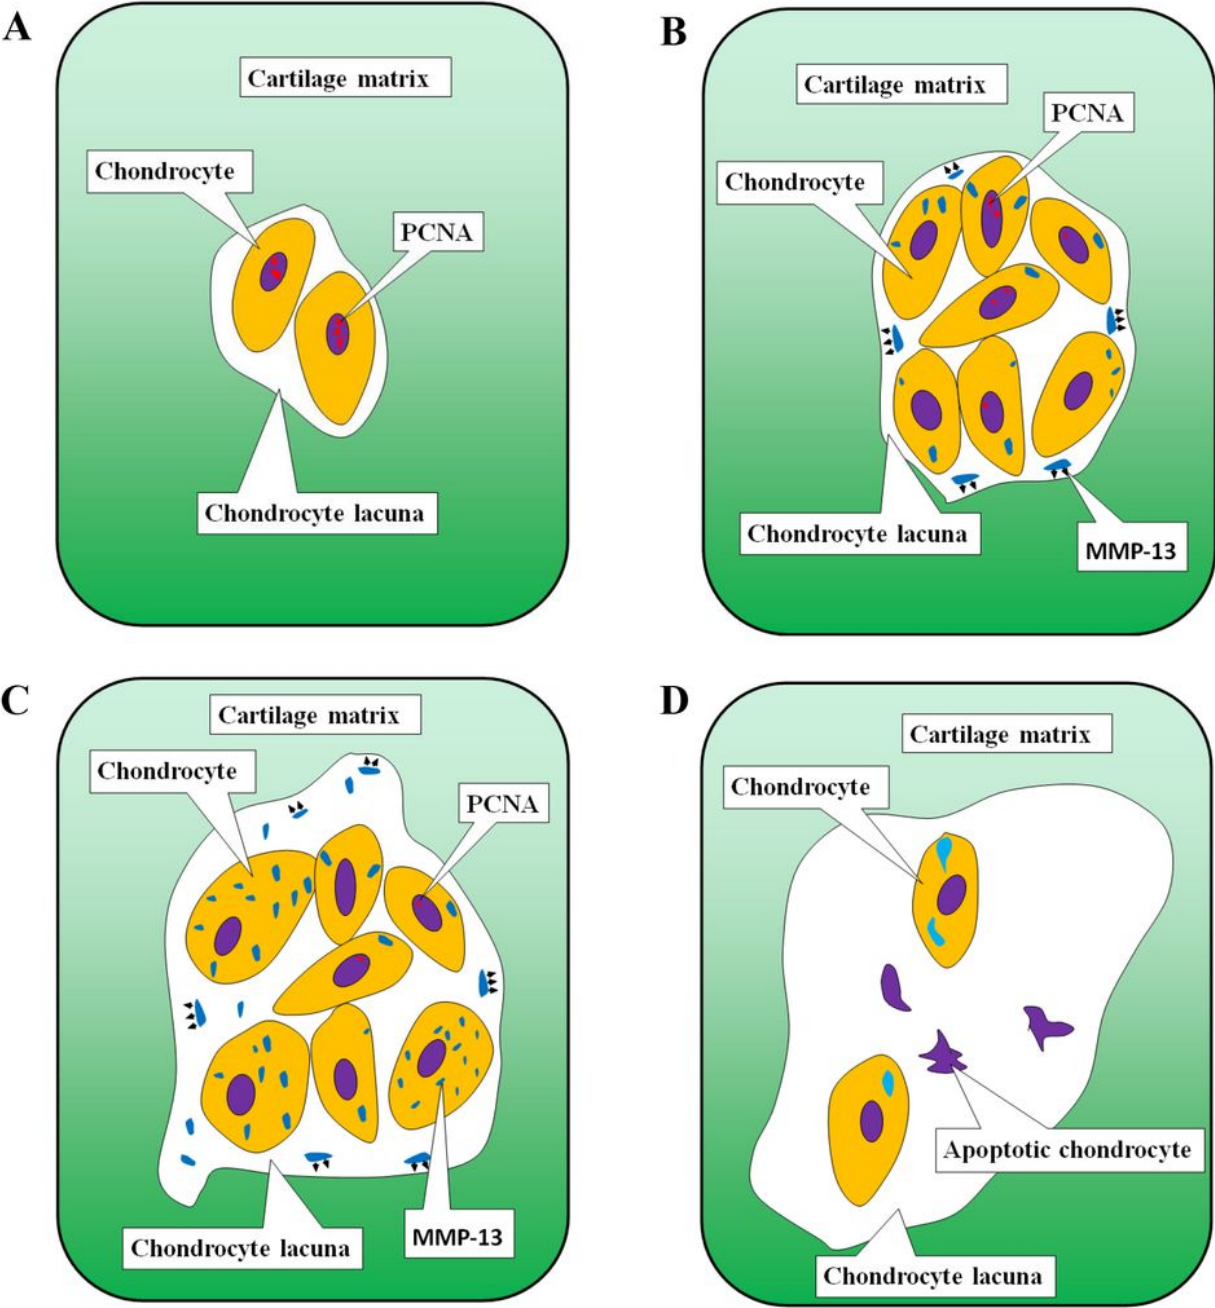 A
Cartilage matrix
Chondrocyte
PCNA
Chondrocyte lacuna
B
Cartilage matrix
PCNA
Chondrocyte
Chondrocyte lacuna
MMP-13
C
Cartilage matrix
Chondrocyte
PCNA
Chondrocyte lacuna
MMP-13
D
Cartilage matrix
Chondrocyte
Apoptotic chondrocyte
Chondrocyte lacuna